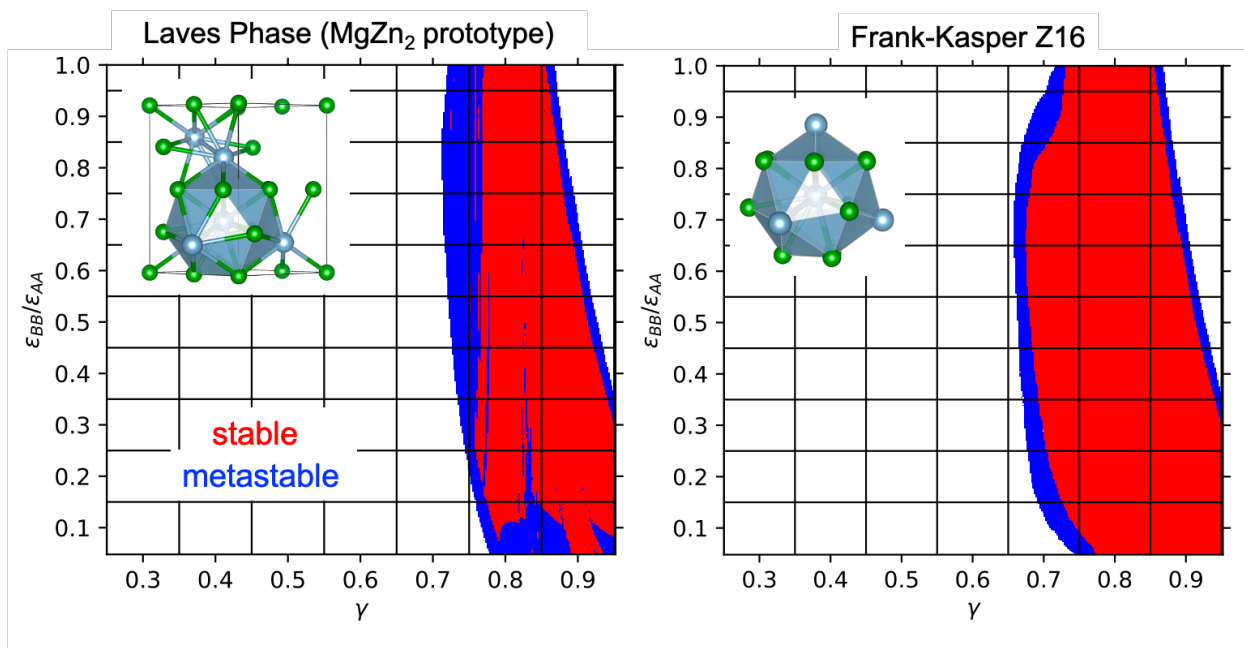 Laves Phase (MgZn₂ prototype)
1.0
0.9
0.8
0.7
0.6
0.5
0.4
0.3
0.2
0.1
ε_BB/ε_AA
stable
metastable
0.3 0.4 0.5 0.6 0.7 0.8 0.9
γ
Frank-Kasper Z16
1.0
0.9
0.8
0.7
0.6
0.5
0.4
0.3
0.2
0.1
ε_BB/ε_AA
0.3 0.4 0.5 0.6 0.7 0.8 0.9
γ